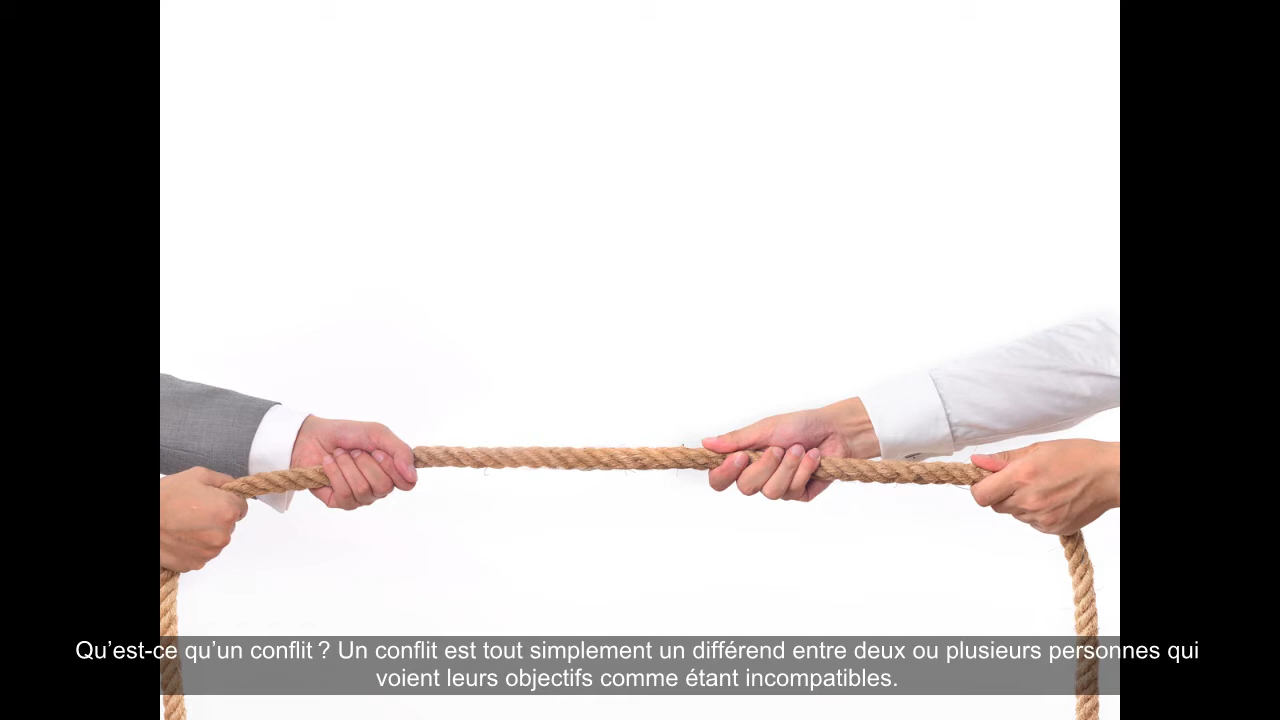 Qu’est-ce qu’un conflit ? Un conflit est tout simplement un différend entre deux ou plusieurs personnes qui
voient leurs objectifs comme étant incompatibles.